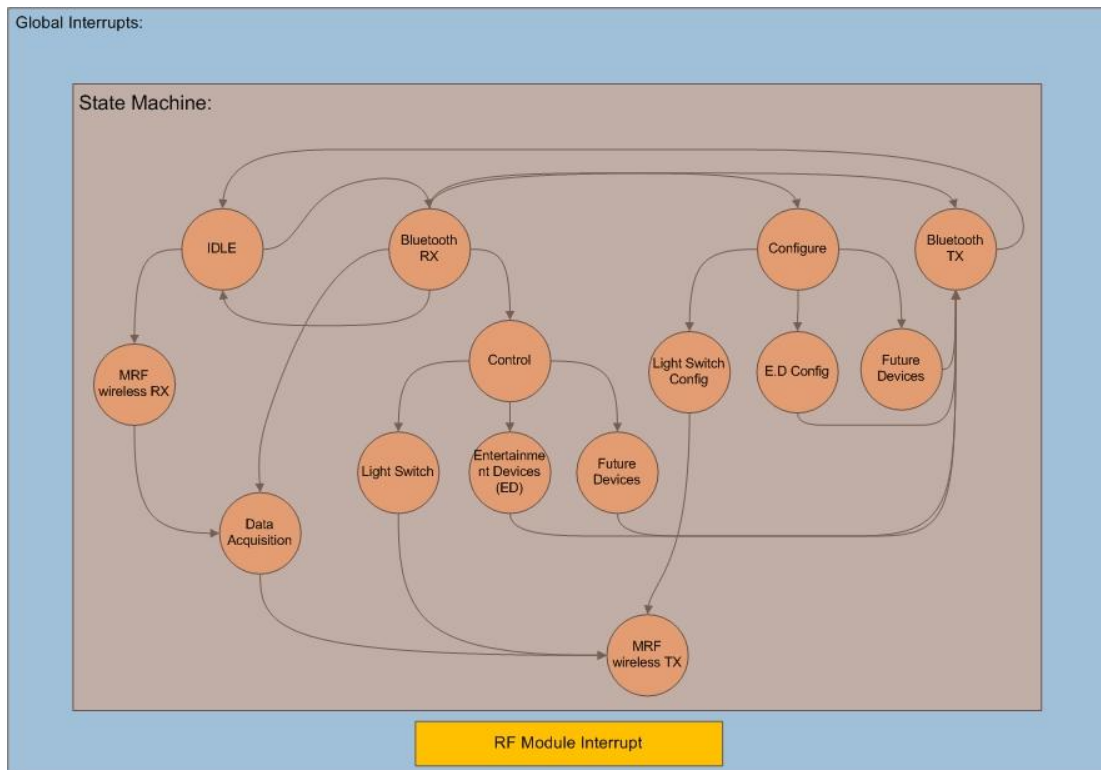 Global Interrupts:
State Machine:
IDLE
Bluetooth
RX
Configure
Bluetooth
TX
MRF
wireless RX
Control
Light Switch
Config
E.D Config
Future
Devices
Light Switch
Entertainme
nt Devices
(ED)
Future
Devices
Data
Acquisition
MRF
wireless TX
RF Module Interrupt